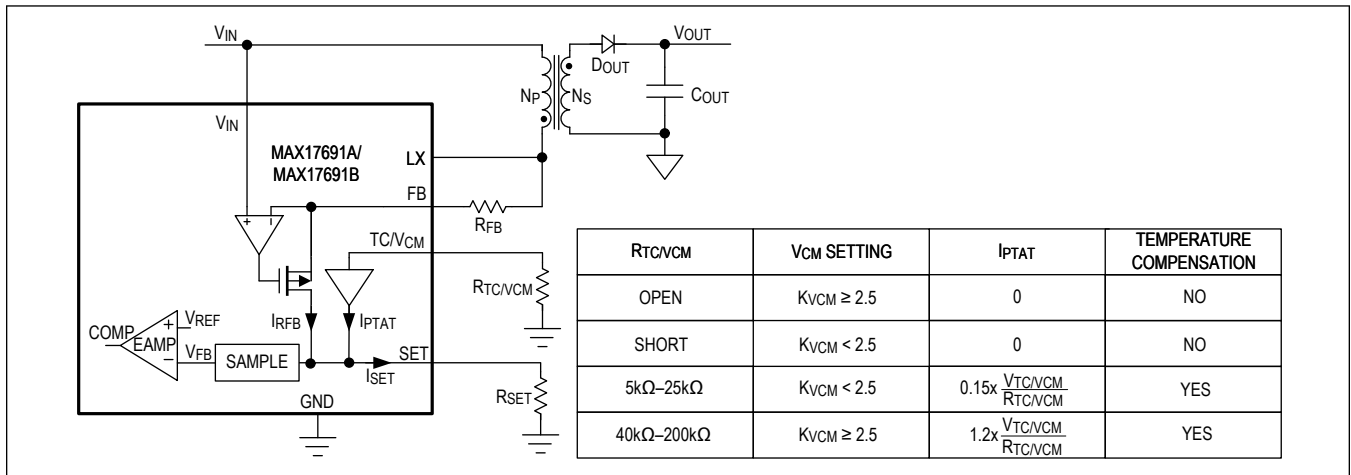 VIN
VOUT
DOUT
NP NS
COUT
VIN
MAX17691A/
MAX17691B
LX
FB
RFB
TC/VCM
RTC/VCM
+ −
COMP
EAMP
+
−
VREF
VFB
SAMPLE
IRFB
IPTAT
SET
ISET
RSET
GND
RTC/VCM VCM SETTING IPTAT TEMPERATURE COMPENSATION
OPEN KVCM ≥ 2.5 0 NO
SHORT KVCM < 2.5 0 NO
5kΩ–25kΩ KVCM < 2.5 0.15x VTC/VCM / RTC/VCM YES
40kΩ–200kΩ KVCM ≥ 2.5 1.2x VTC/VCM / RTC/VCM YES